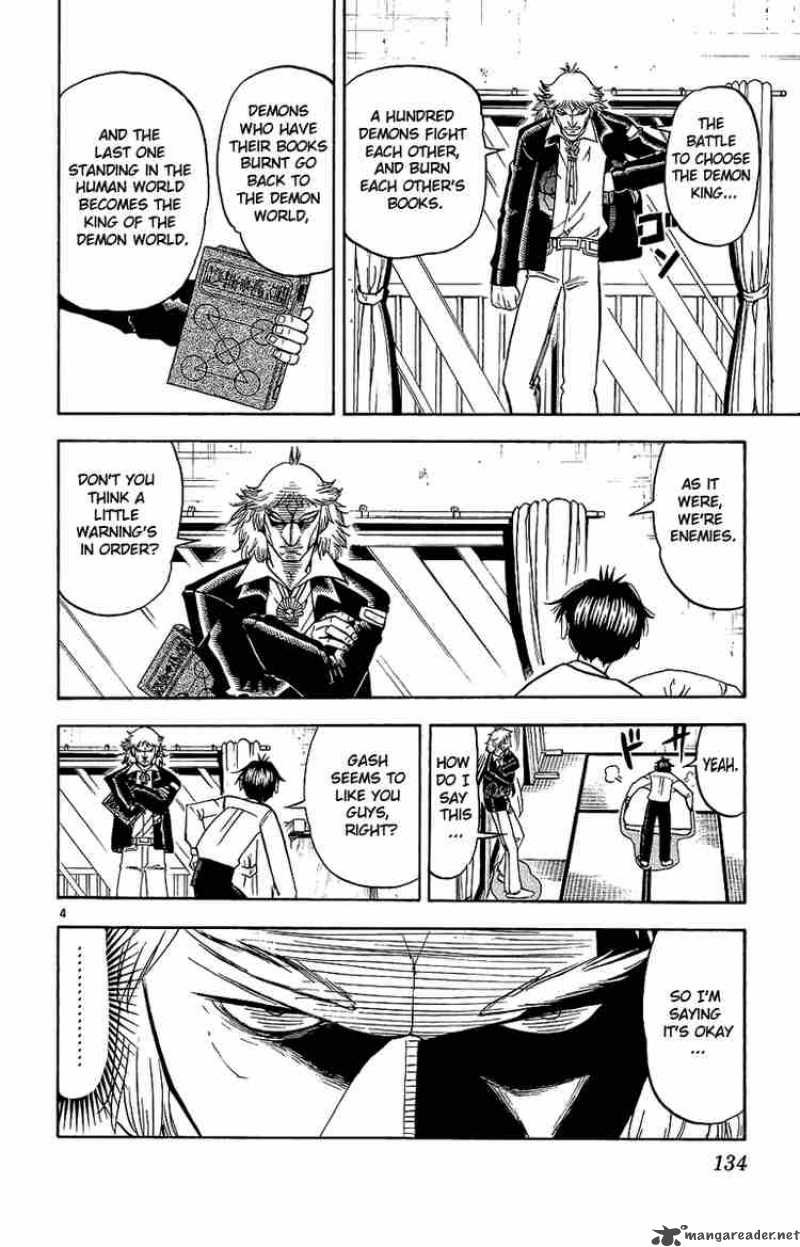 THE
BATTLE
TO CHOOSE
THE DEMON
KING...
A HUNDRED
DEMONS FIGHT
EACH OTHER,
AND BURN
EACH OTHER'S
BOOKS.
ゴン
DEMONS
WHO HAVE
THEIR BOOKS
BURNT GO
BACK TO
THE DEMON
WORLD,
AND THE
LAST ONE
STANDING IN THE
HUMAN WORLD
BECOMES THE
KING OF THE
DEMON WORLD.
AS IT
WERE,
WE'RE
ENEMIES.
DON'T YOU
THINK A
LITTLE
WARNING'S
IN ORDER?
YEAH.
ドッ
HOW
DO I
SAY
THIS
...
GASH
SEEMS TO
LIKE YOU
GUYS,
RIGHT?
4
SO I'M
SAYING
IT'S OKAY
...
..........
134
mangareader.net